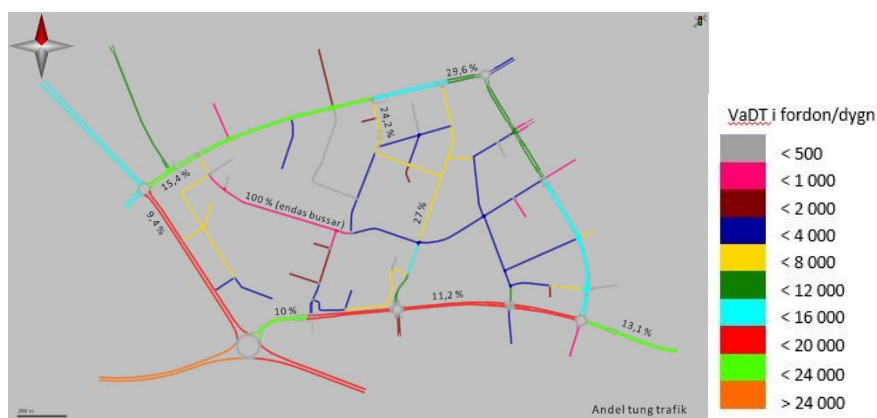 29,6 %
24,2 %
15,4 %
100 % (endas bussar)
9,4 %
27 %
11,2 %
10 %
13,1 %
200 m
Andel tung trafik
VaDT i fordon/dygn
< 500
< 1 000
< 2 000
< 4 000
< 8 000
< 12 000
< 16 000
< 20 000
< 24 000
> 24 000